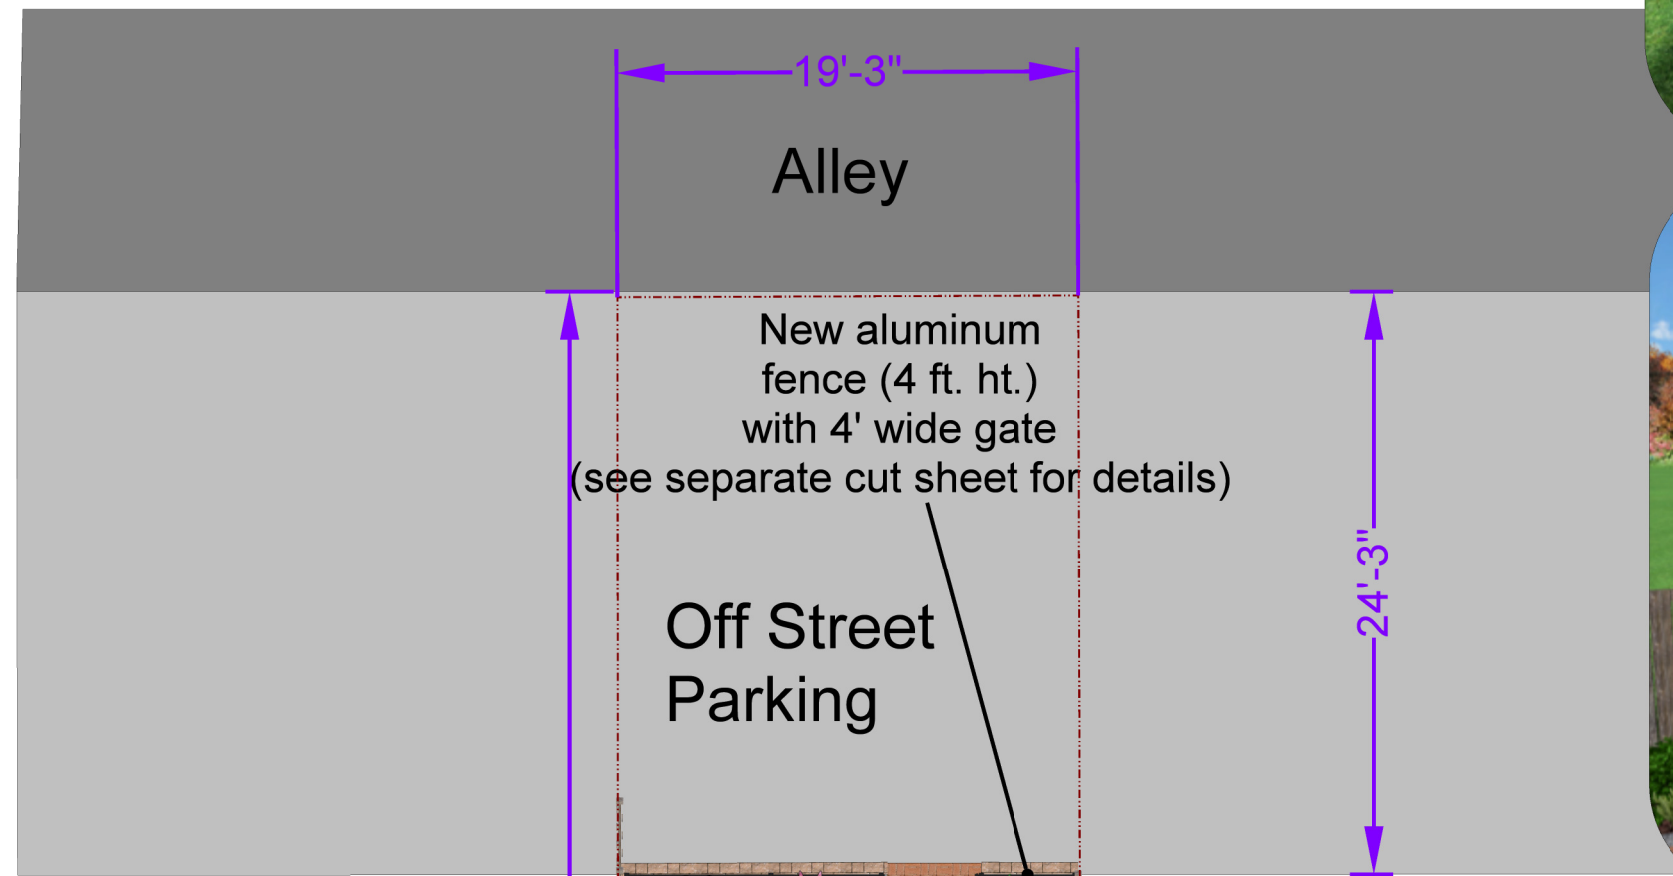 19'-3"
Alley
New aluminum
fence (4 ft. ht.)
with 4' wide gate
(see separate cut sheet for details)
24'-3"
Off Street
Parking